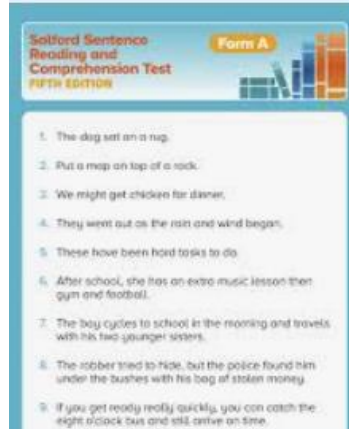 Salford Sentence
Reading and
Comprehension Test
FIFTH EDITION
Form A
1. The dog sat on a rug.
2. Put a map on top of a rock.
3. We might get chicken for dinner.
4. They went out as the rain and wind began.
5. These have been hard tasks to do.
6. After school, she has an extra music lesson then
gym and football.
7. The boy cycles to school in the morning and travels
with his two younger sisters.
8. The robber tried to hide, but the police found him
under the bushes with his bag of stolen money.
9. If you get ready really quickly, you can catch the
eight o'clock bus and still arrive on time.